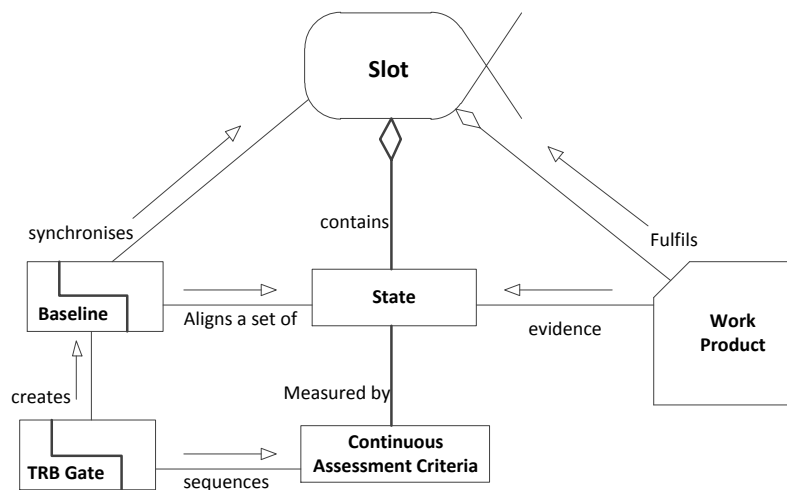 Slot
synchronises
contains
Fulfils
Baseline
Aligns a set of
State
evidence
Work
Product
creates
Measured by
TRB Gate
sequences
Continuous
Assessment Criteria